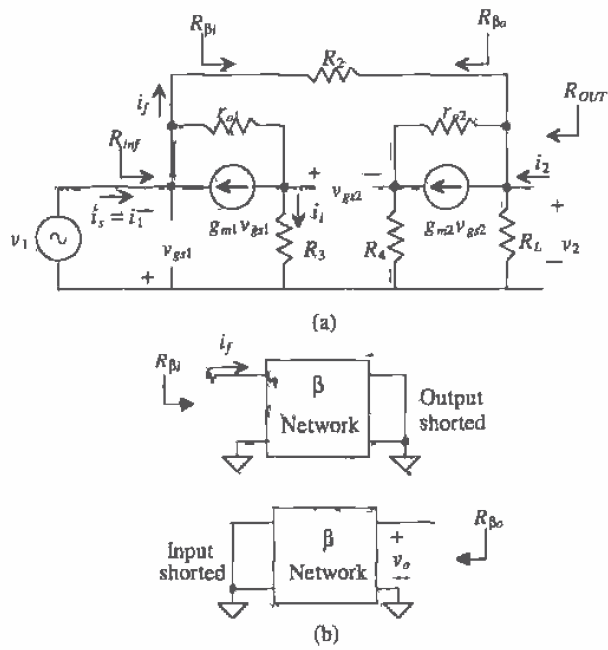 R_βi
R_2
R_βo
i_f
r_o1
r_o2
R_OUT
R_inf
+
v_gs2
−
i_2
i_s = i_1
v_1
v_gs1
g_m1 v_gs1
i_i
R_3
R_4
g_m2 v_gs2
R_L
+
− v_2
+
(a)
i_f
R_βi
β
Network
Output
shorted
Input
shorted
β
Network
+
v_o
−
R_βo
(b)